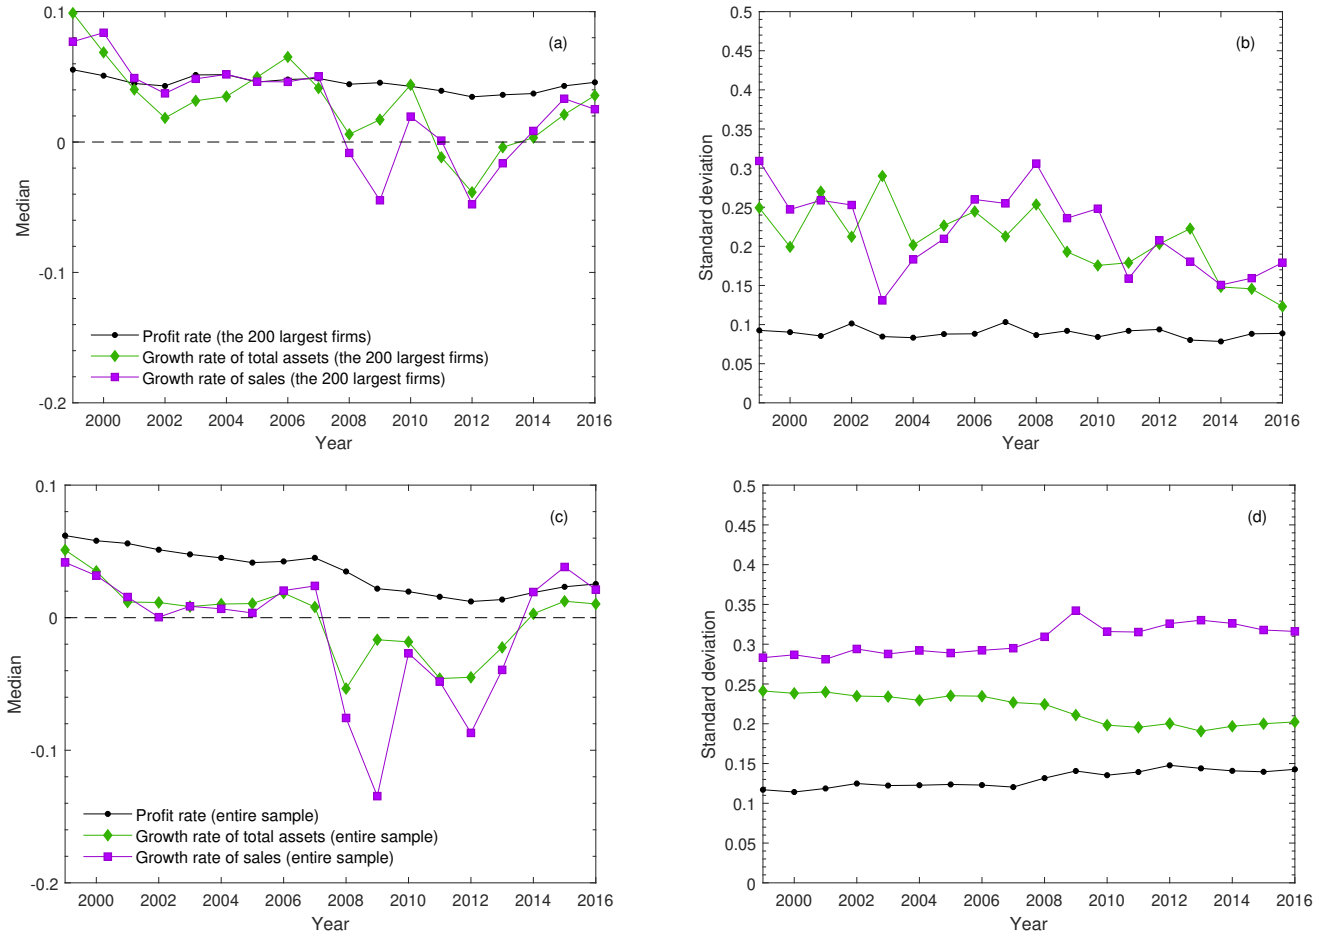 (a)
0.1
0
-0.1
-0.2
Median
Profit rate (the 200 largest firms)
Growth rate of total assets (the 200 largest firms)
Growth rate of sales (the 200 largest firms)
2000 2002 2004 2006 2008 2010 2012 2014 2016
Year
(b)
0.5
0.45
0.4
0.35
0.3
0.25
0.2
0.15
0.1
0.05
0
Standard deviation
2000 2002 2004 2006 2008 2010 2012 2014 2016
Year
(c)
0.1
0
-0.1
-0.2
Median
Profit rate (entire sample)
Growth rate of total assets (entire sample)
Growth rate of sales (entire sample)
2000 2002 2004 2006 2008 2010 2012 2014 2016
Year
(d)
0.5
0.45
0.4
0.35
0.3
0.25
0.2
0.15
0.1
0.05
0
Standard deviation
2000 2002 2004 2006 2008 2010 2012 2014 2016
Year